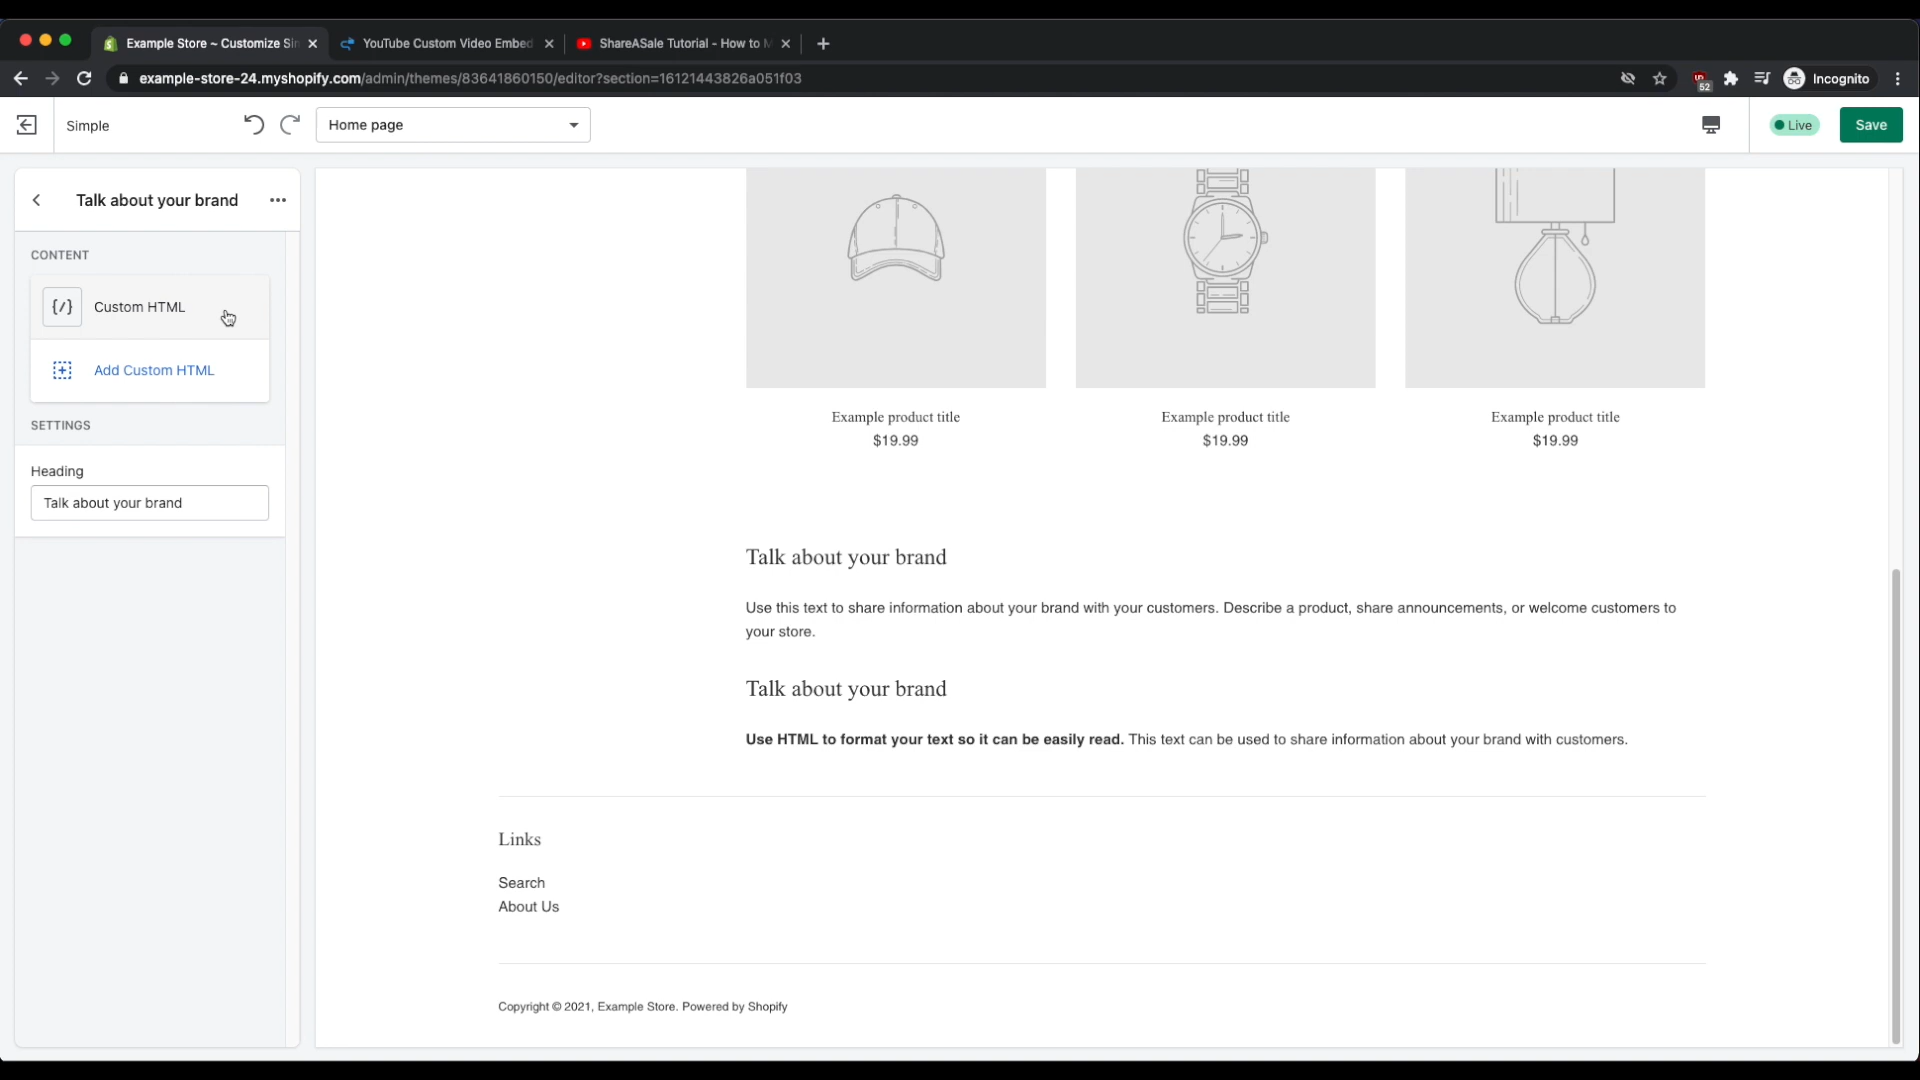 Example Store ~ Customize Sin
YouTube Custom Video Embed
ShareASale Tutorial - How to M
example-store-24.myshopify.com/admin/themes/83641860150/editor?section=16121443826a051f03
52
Incognito
Simple
Home page
Live
Save
Talk about your brand
CONTENT
{/} Custom HTML
Add Custom HTML
SETTINGS
Heading
Talk about your brand
Example product title
$19.99
Example product title
$19.99
Example product title
$19.99
Talk about your brand
Use this text to share information about your brand with your customers. Describe a product, share announcements, or welcome customers to
your store.
Talk about your brand
Use HTML to format your text so it can be easily read. This text can be used to share information about your brand with customers.
Links
Search
About Us
Copyright © 2021, Example Store. Powered by Shopify